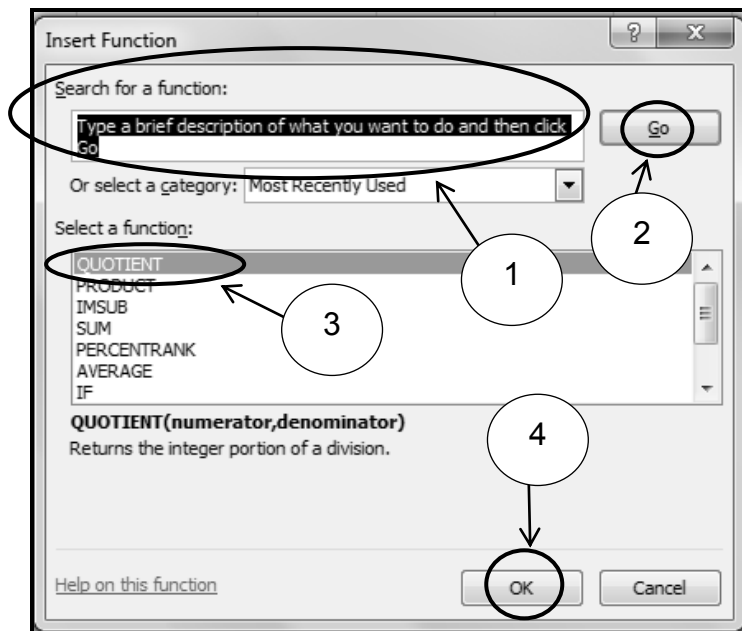 Insert Function
Search for a function:
Type a brief description of what you want to do and then click
Go
Go
Or select a category: Most Recently Used
2
Select a function:
1
QUOTIENT
PRODUCT
IMSUB
3
SUM
PERCENTRANK
AVERAGE
IF
QUOTIENT(numerator,denominator)
4
Returns the integer portion of a division.
Help on this function
OK
Cancel